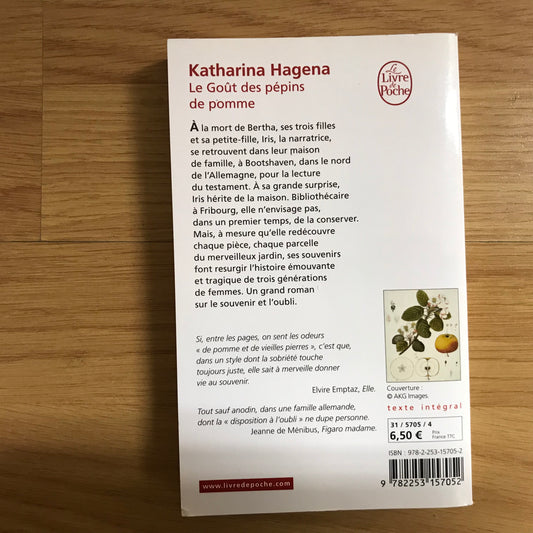 Katharina Hagena
Le Goût des pépins
de pomme
Le
Livre
de
Poche
À la mort de Bertha, ses trois filles
et sa petite-fille, Iris, la narratrice,
se retrouvent dans leur maison
de famille, à Bootshaven, dans le nord
de l'Allemagne, pour la lecture
du testament. À sa grande surprise,
Iris hérite de la maison. Bibliothécaire
à Fribourg, elle n'envisage pas,
dans un premier temps, de la conserver.
Mais, à mesure qu'elle redécouvre
chaque pièce, chaque parcelle
du merveilleux jardin, ses souvenirs
font resurgir l'histoire émouvante
et tragique de trois générations
de femmes. Un grand roman
sur le souvenir et l'oubli.
Si, entre les pages, on sent les odeurs
« de pomme et de vieilles pierres », c'est que,
dans un style dont la sobriété touche
toujours juste, elle sait à merveille donner
vie au souvenir.
Elvire Emptaz, Elle.
Tout sauf anodin, dans une famille allemande,
dont la « disposition à l'oubli » ne dupe personne.
Jeanne de Ménibus, Figaro madame.
Couverture :
© AKG Images.
texte intégral
31 / 5705 / 4
6,50 € Prix
France TTC
ISBN : 978-2-253-15705-2
9 782253 157052
www.livredepoche.com